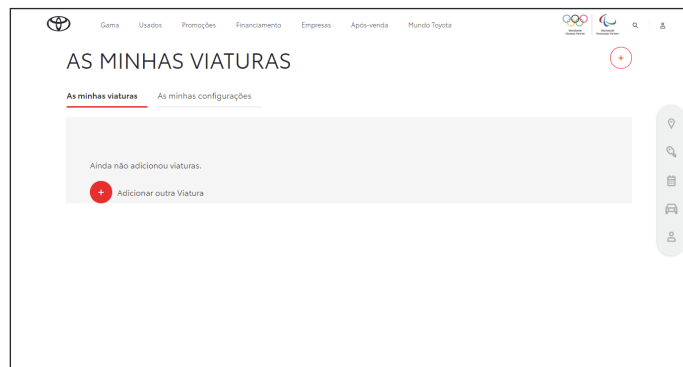 Gama Usados Promoções Financiamento Empresas Após-venda Mundo Toyota
AS MINHAS VIATURAS
As minhas viaturas As minhas configurações
Ainda não adicionou viaturas.
Adicionar outra Viatura